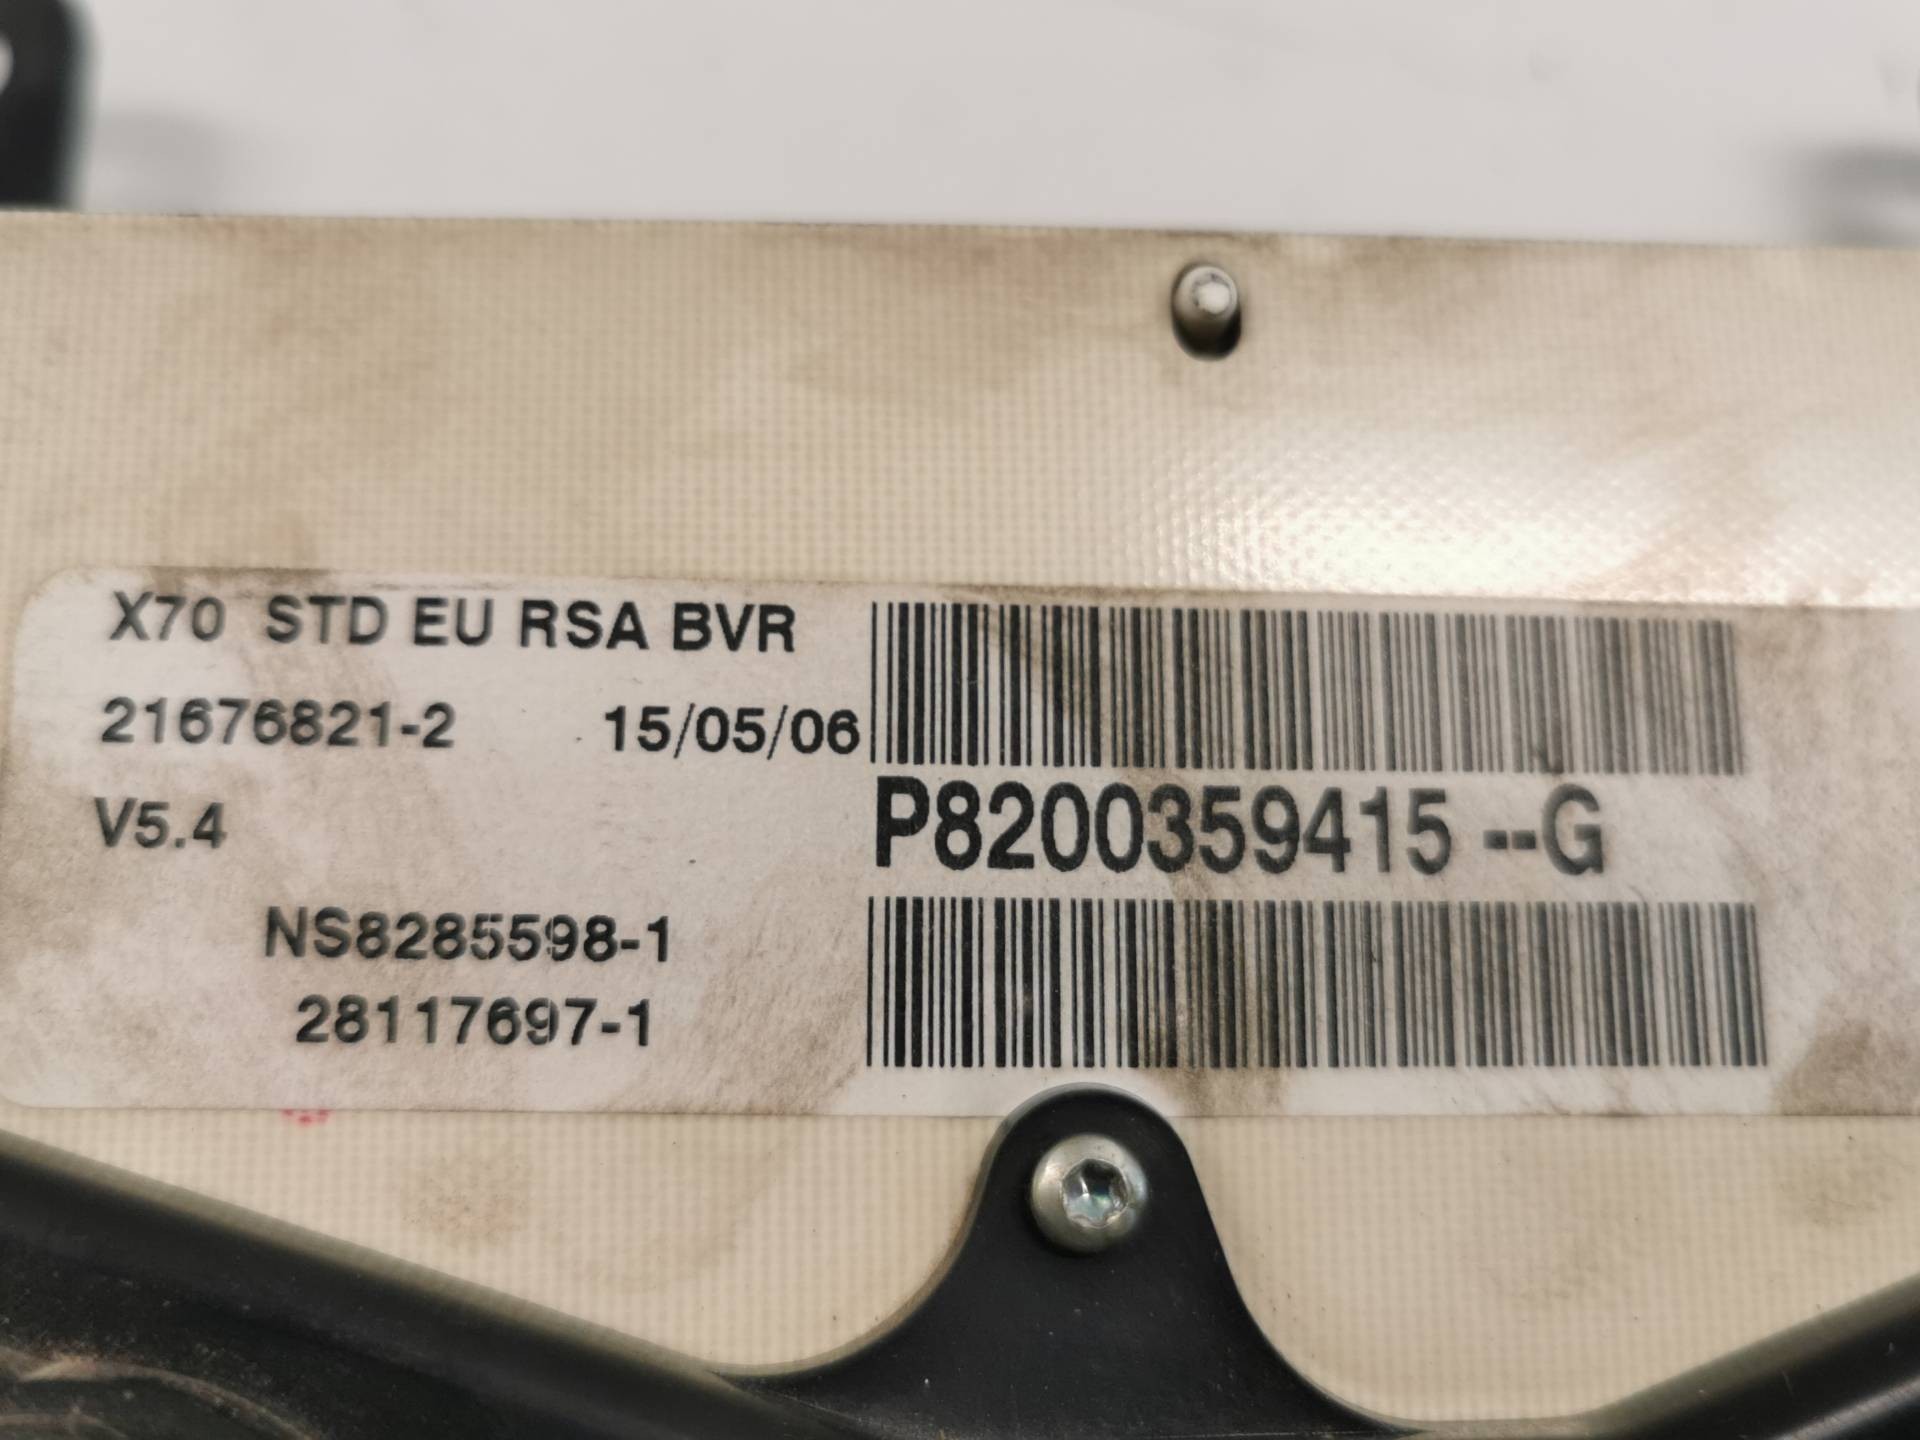 X70 STD EU RSA BVR
21676821-2 15/05/06
V5.4
P8200359415--G
NS8285598-1
28117697-1